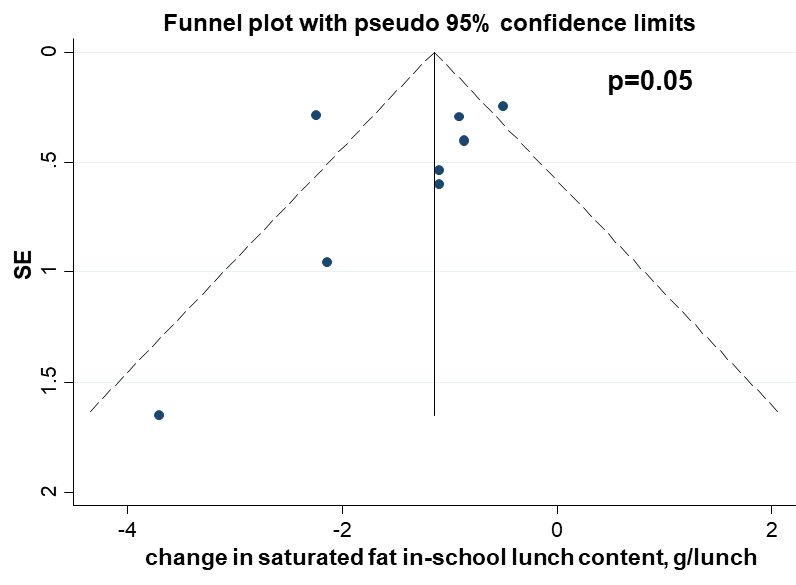 Funnel plot with pseudo 95% confidence limits
p=0.05
0
.5
1
1.5
2
SE
-4
-2
0
2
change in saturated fat in-school lunch content, g/lunch